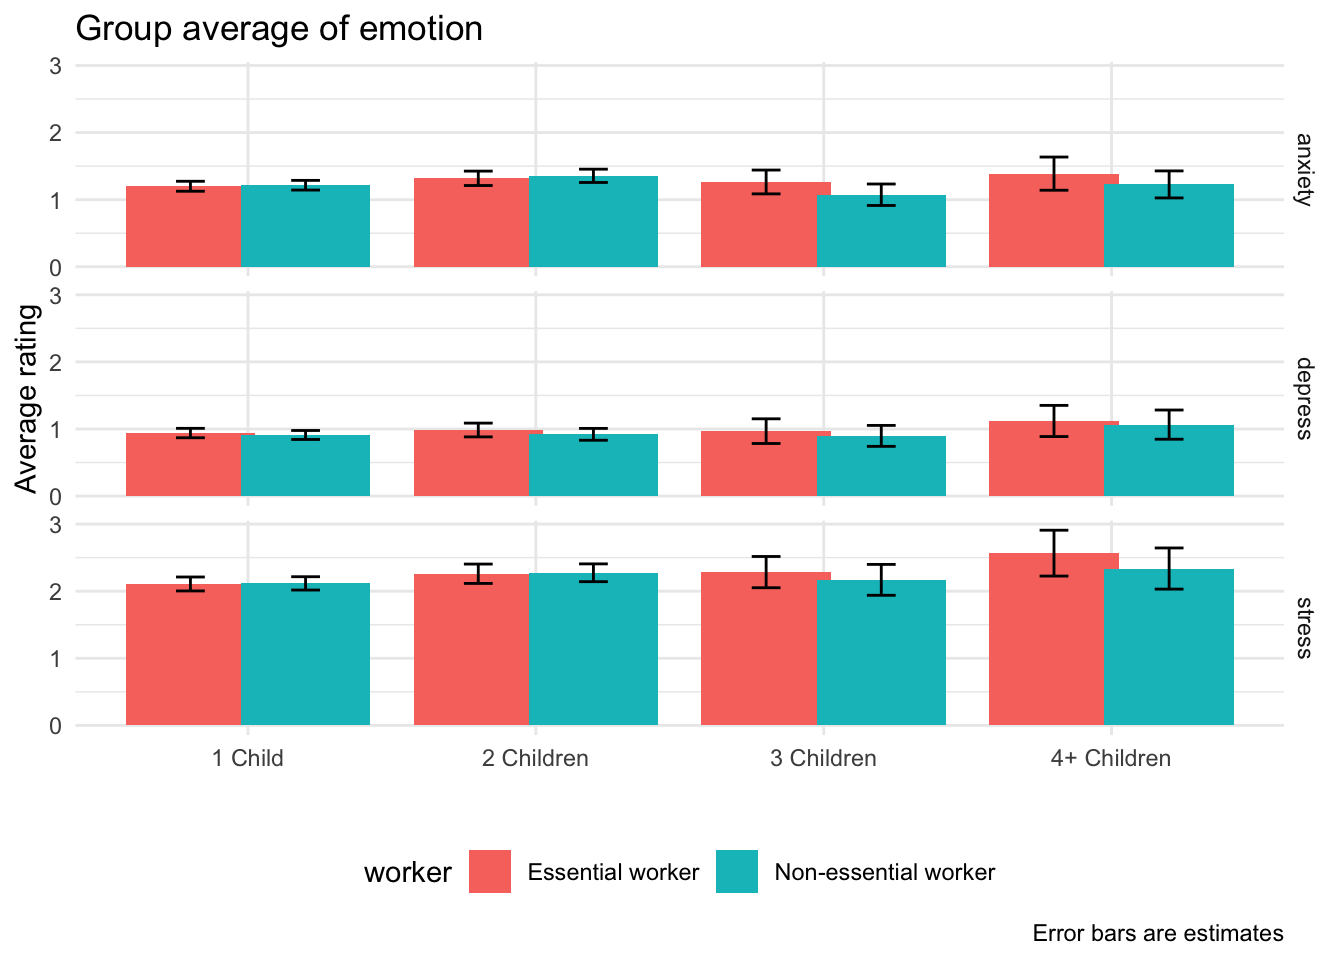 Group average of emotion
Average rating
3
2
1
0
anxiety
3
2
1
0
depress
3
2
1
0
stress
1 Child 2 Children 3 Children 4+ Children
worker Essential worker Non-essential worker
Error bars are estimates